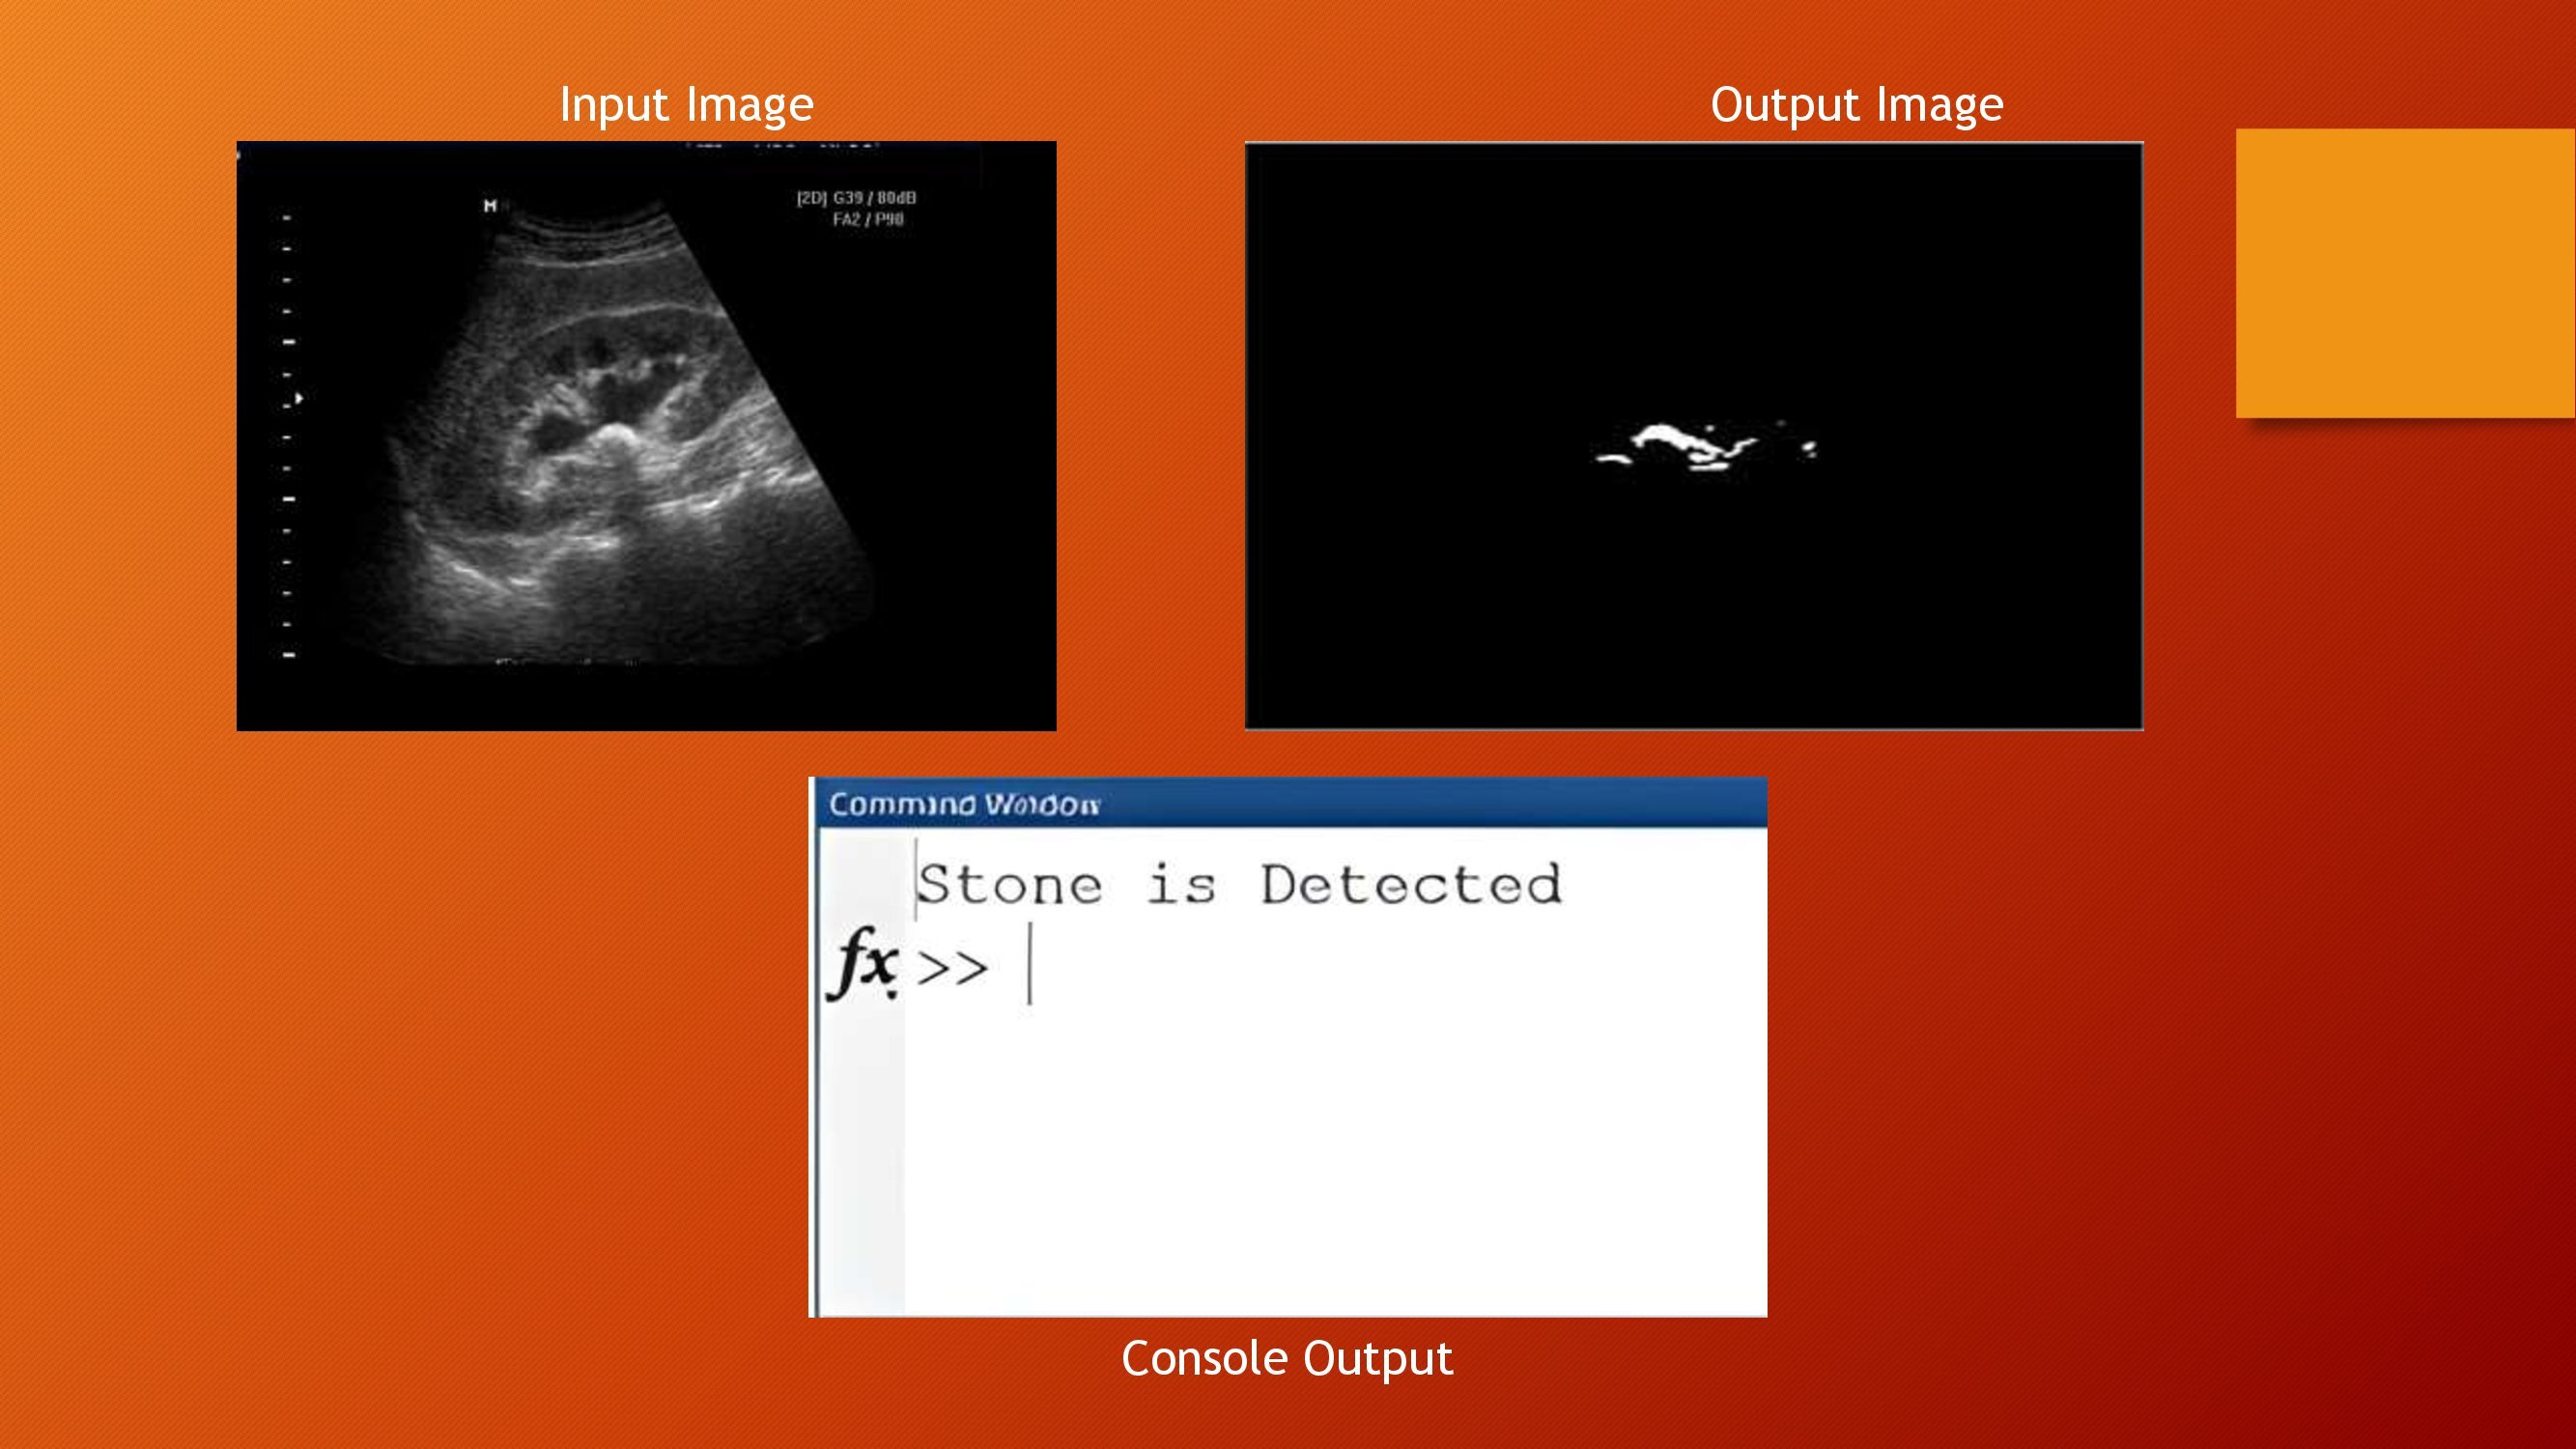 Input Image
Output Image
M
[2D] G39 / 80dB
FA2 / P90
Command Window
Stone is Detected
fx >>
Console Output